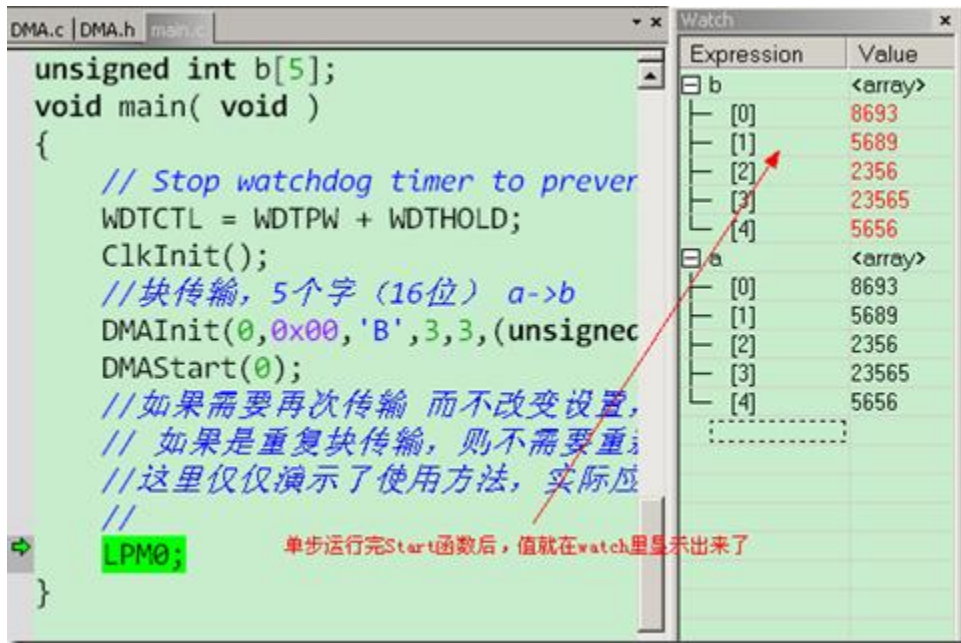 DMA.c DMA.h main.c
unsigned int b[5];
void main( void )
{
// Stop watchdog timer to prever
WDTCTL = WDTPW + WDTHOLD;
ClkInit();
//块传输，5个字（16位） a->b
DMAInit(0,0x00,'B',3,3,(unsigned
DMAStart(0);
//如果需要再次传输 而不改变设置，
// 如果是重复块传输，则不需要重
//这里仅仅演示了使用方法，实际应
//
LPM0;
}
单步运行完Start函数后，值就在watch里显示出来了
Watch
Expression Value
b <array>
[0] 8693
[1] 5689
[2] 2356
[3] 23565
[4] 5656
a <array>
[0] 8693
[1] 5689
[2] 2356
[3] 23565
[4] 5656